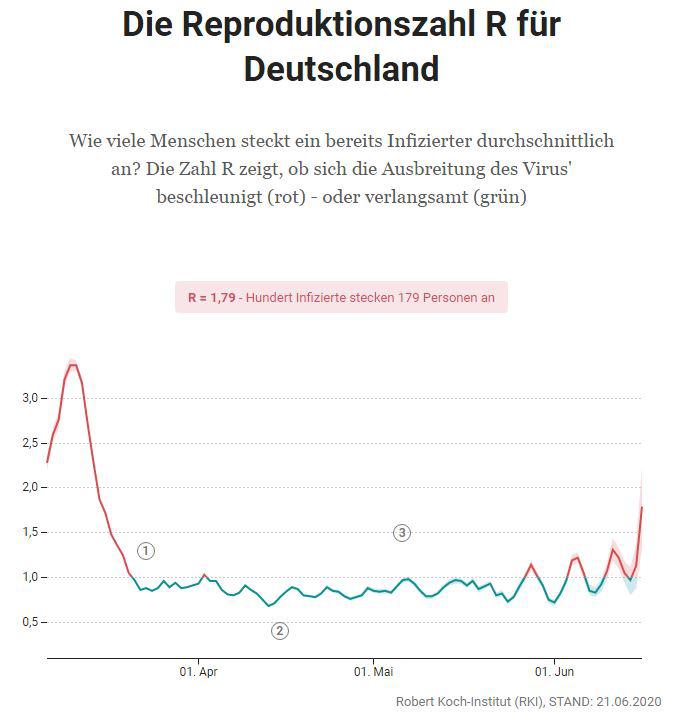 Die Reproduktionszahl R für
Deutschland
Wie viele Menschen steckt ein bereits Infizierter durchschnittlich
an? Die Zahl R zeigt, ob sich die Ausbreitung des Virus'
beschleunigt (rot) - oder verlangsamt (grün)
R = 1,79 - Hundert Infizierte stecken 179 Personen an
3,0
2,5
2,0
1,5
1,0
0,5
1
2
3
01. Apr
01. Mai
01. Jun
Robert Koch-Institut (RKI), STAND: 21.06.2020